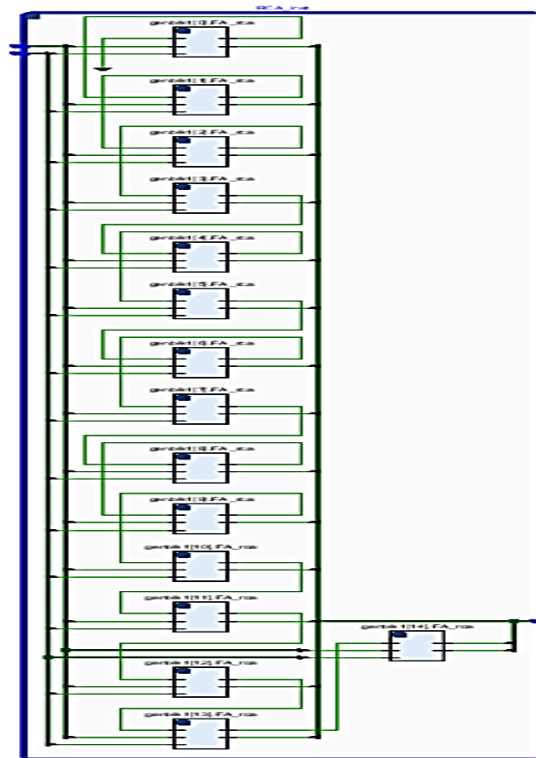 RCA_inst
genblk1[0].FA_rca
genblk1[1].FA_rca
genblk1[2].FA_rca
genblk1[3].FA_rca
genblk1[4].FA_rca
genblk1[5].FA_rca
genblk1[6].FA_rca
genblk1[7].FA_rca
genblk1[8].FA_rca
genblk1[9].FA_rca
genblk1[10].FA_rca
genblk1[11].FA_rca
genblk1[14].FA_rca
genblk1[12].FA_rca
genblk1[13].FA_rca